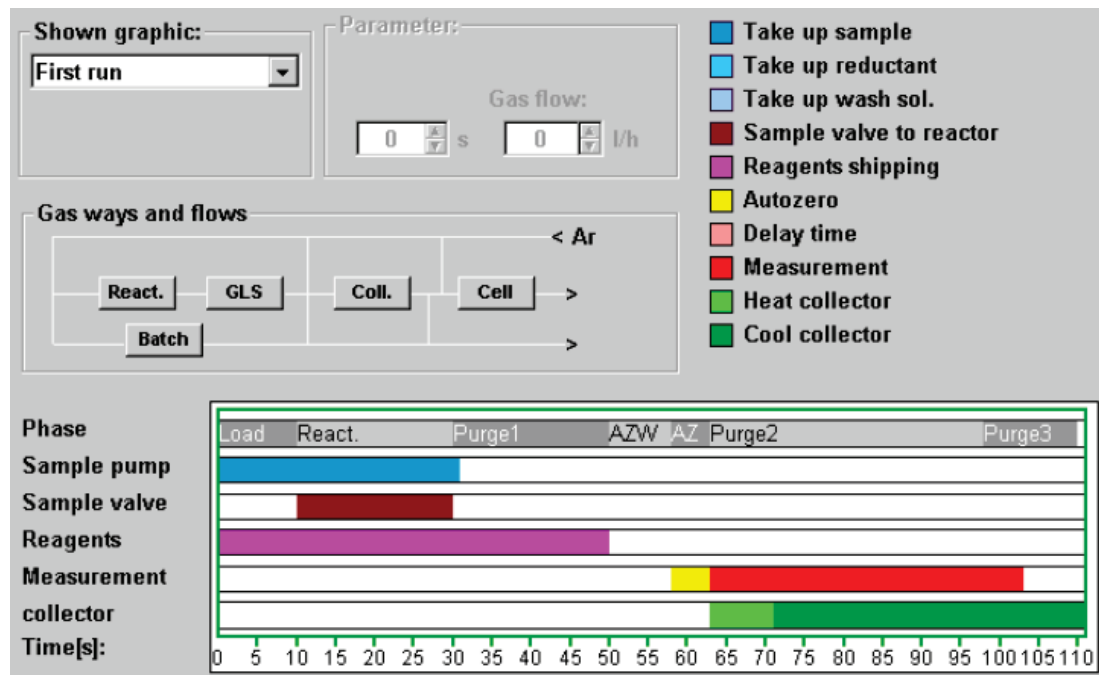 Shown graphic:
First run
Parameter:
Gas flow:
0 s 0 l/h
Take up sample
Take up reductant
Take up wash sol.
Sample valve to reactor
Reagents shipping
Autozero
Delay time
Measurement
Heat collector
Cool collector
Gas ways and flows
< Ar
React. GLS Coll. Cell >
Batch >
Phase Load React. Purge1 AZW AZ Purge2 Purge3
Sample pump
Sample valve
Reagents
Measurement
collector
Time[s]: 0 5 10 15 20 25 30 35 40 45 50 55 60 65 70 75 80 85 90 95 100 105 110